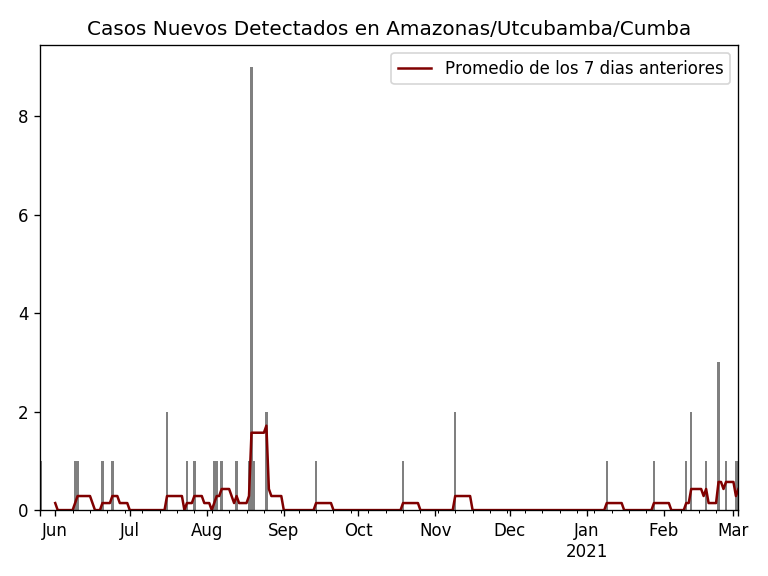 Casos Nuevos Detectados en Amazonas/Utcubamba/Cumba
Promedio de los 7 dias anteriores
8
6
4
2
0
Jun Jul Aug Sep Oct Nov Dec Jan Feb Mar
2021